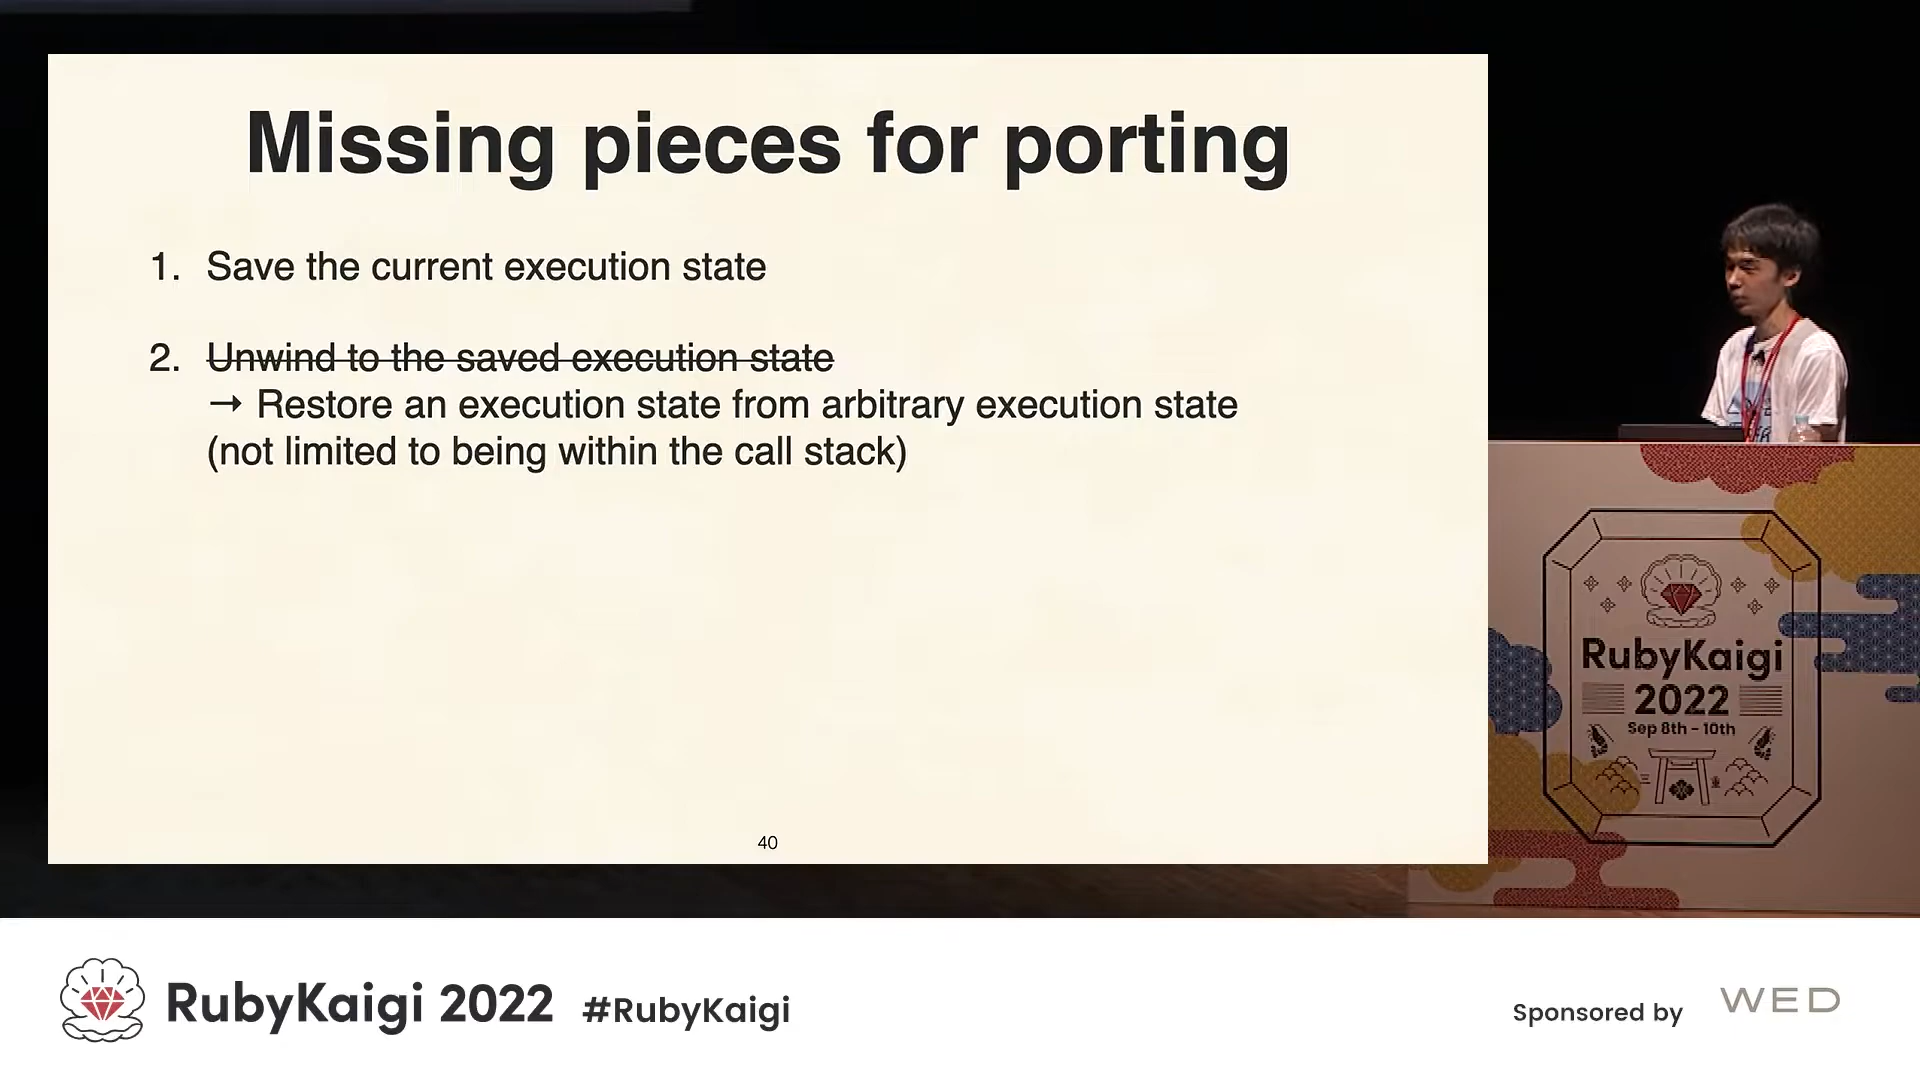 Missing pieces for porting
1. Save the current execution state
2. Unwind to the saved execution state
→ Restore an execution state from arbitrary execution state
(not limited to being within the call stack)
40
RubyKaigi
2022
Sep 8th - 10th
RubyKaigi 2022 #RubyKaigi
Sponsored by WED